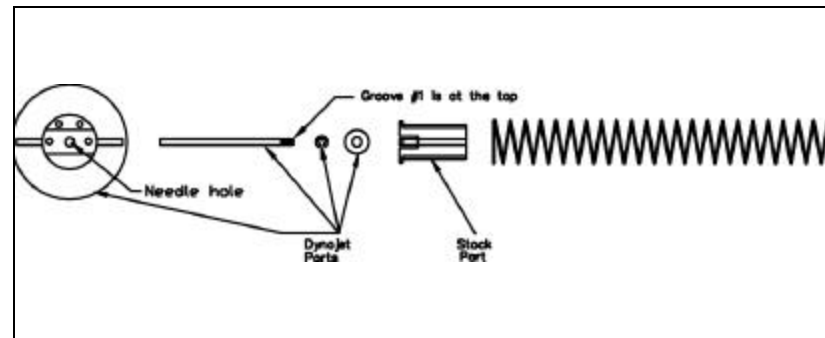 Groove #1 is at the top
Needle hole
Dynojet
Parts
Stock
Part